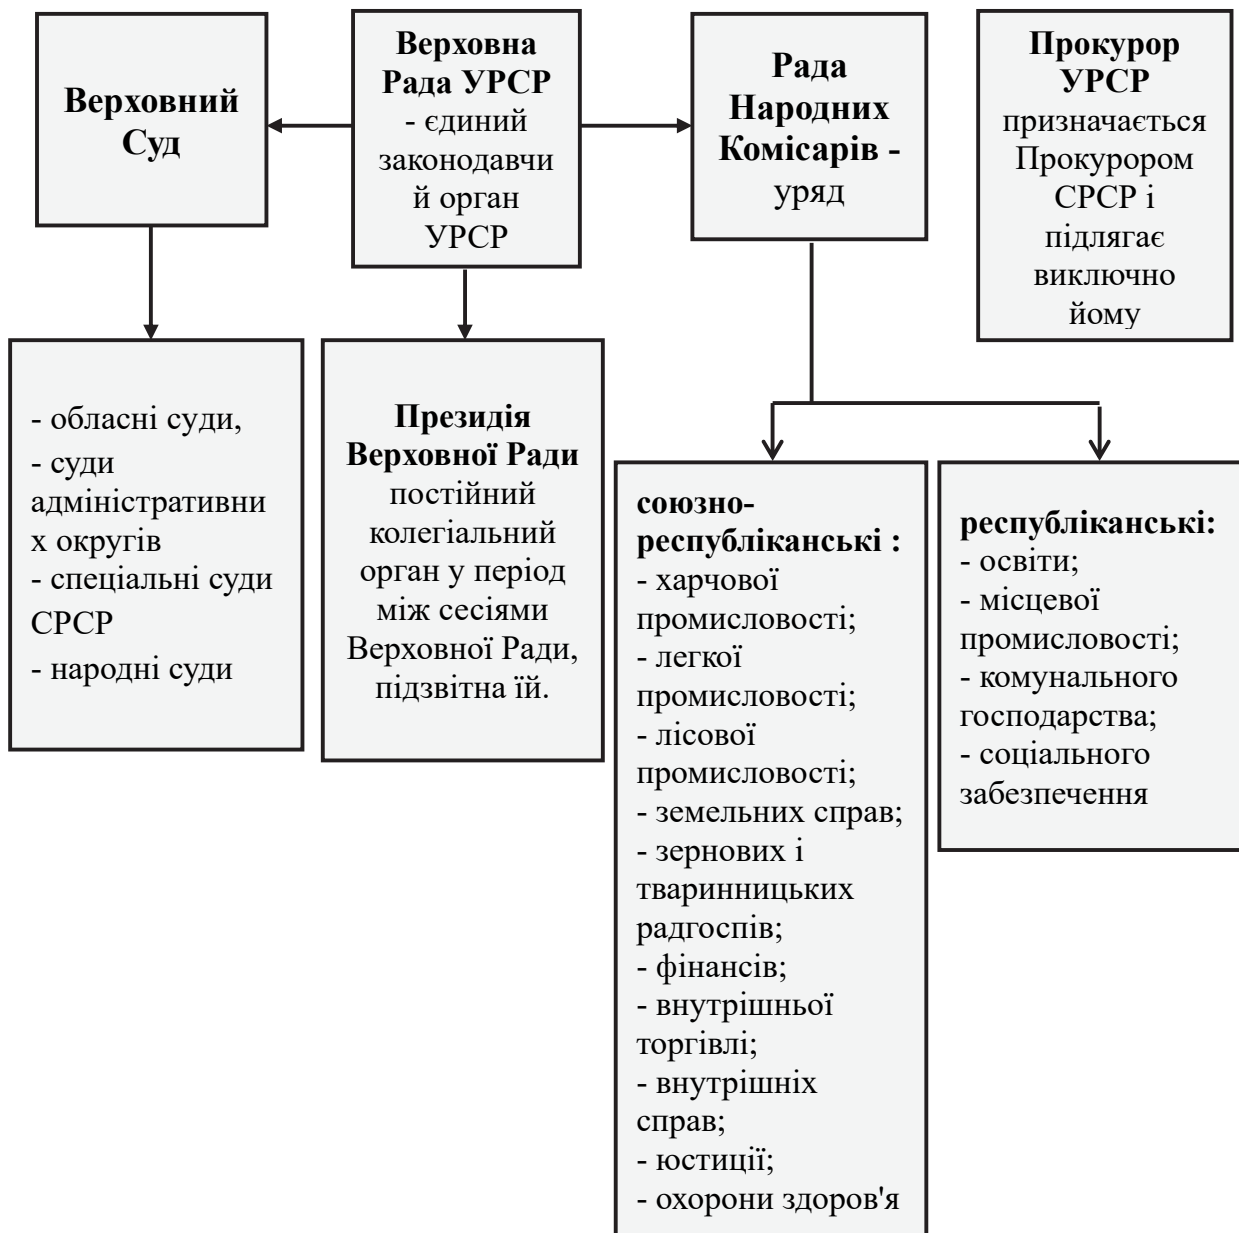 Верховний
Суд
Верховна
Рада УРСР
- єдиний
законодавчи
й орган
УРСР
Рада
Народних
Комісарів -
уряд
Прокурор
УРСР
призначається
Прокурором
СРСР і
підлягає
виключно
йому
- обласні суди,
- суди
адміністративни
х округів
- спеціальні суди
СРСР
- народні суди
Президія
Верховної Ради
постійний
колегіальний
орган у період
між сесіями
Верховної Ради,
підзвітна їй.
союзно-
республіканські :
- харчової
промисловості;
- легкої
промисловості;
- лісової
промисловості;
- земельних справ;
- зернових і
тваринницьких
радгоспів;
- фінансів;
- внутрішньої
торгівлі;
- внутрішніх
справ;
- юстиції;
- охорони здоров'я
республіканські:
- освіти;
- місцевої
промисловості;
- комунального
господарства;
- соціального
забезпечення